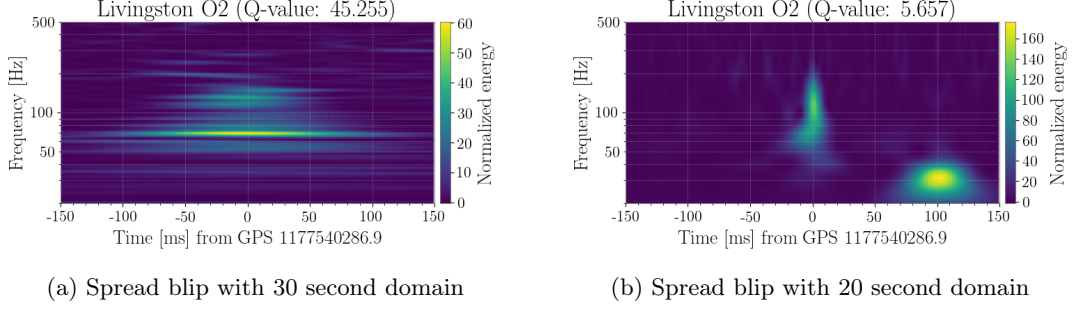 Livingston O2 (Q-value: 45.255)
500
100
50
Frequency [Hz]
-150 -100 -50 0 50 100 150
Time [ms] from GPS 1177540286.9
60
50
40
30
20
10
0
Normalized energy
(a) Spread blip with 30 second domain
Livingston O2 (Q-value: 5.657)
500
100
50
Frequency [Hz]
-150 -100 -50 0 50 100 150
Time [ms] from GPS 1177540286.9
160
140
120
100
80
60
40
20
0
Normalized energy
(b) Spread blip with 20 second domain